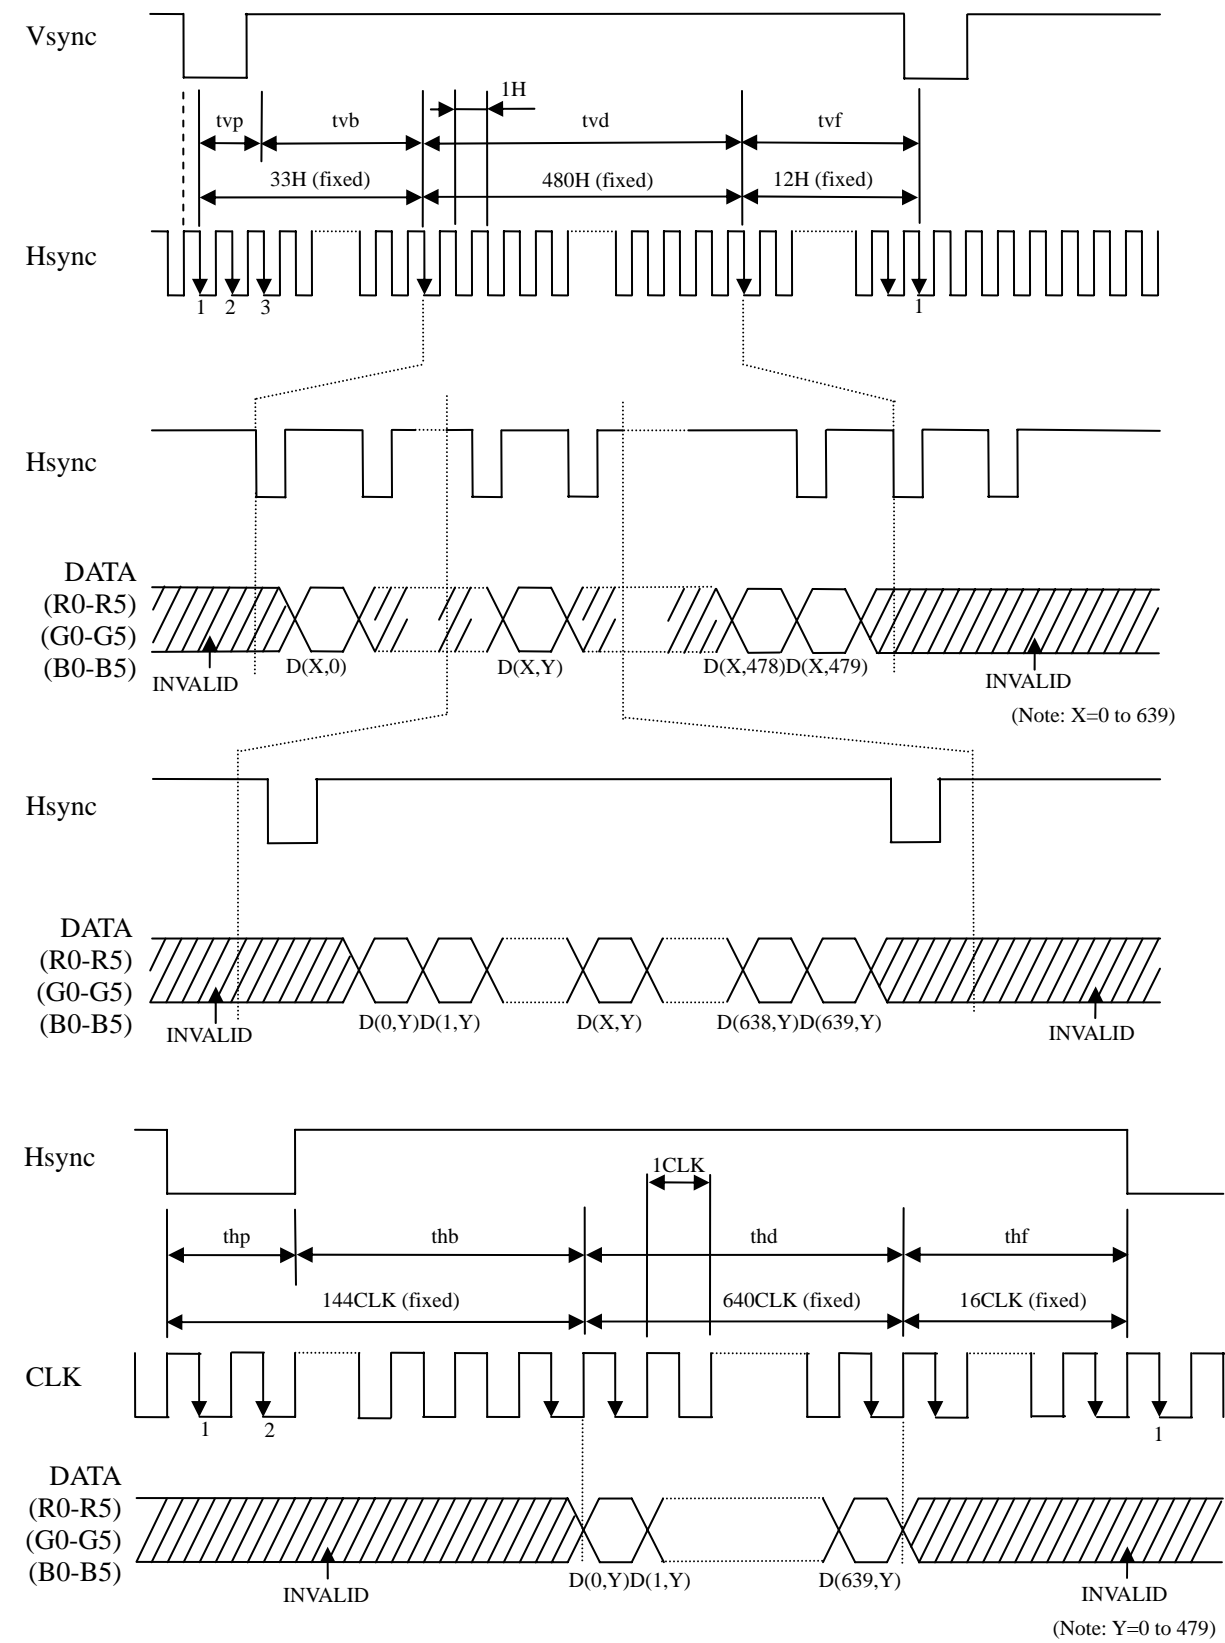 Vsync
1H
tvp tvb tvd tvf
33H (fixed) 480H (fixed) 12H (fixed)
Hsync
1 2 3 1
Hsync
DATA
(R0-R5)
(G0-G5)
(B0-B5)
D(X,0) D(X,Y) D(X,478)D(X,479)
INVALID INVALID
(Note: X=0 to 639)
Hsync
DATA
(R0-R5)
(G0-G5)
(B0-B5)
D(0,Y)D(1,Y) D(X,Y) D(638,Y)D(639,Y)
INVALID INVALID
Hsync
1CLK
thp thb thd thf
144CLK (fixed) 640CLK (fixed) 16CLK (fixed)
CLK
1 2 1
DATA
(R0-R5)
(G0-G5)
(B0-B5)
D(0,Y)D(1,Y) D(639,Y)
INVALID INVALID
(Note: Y=0 to 479)